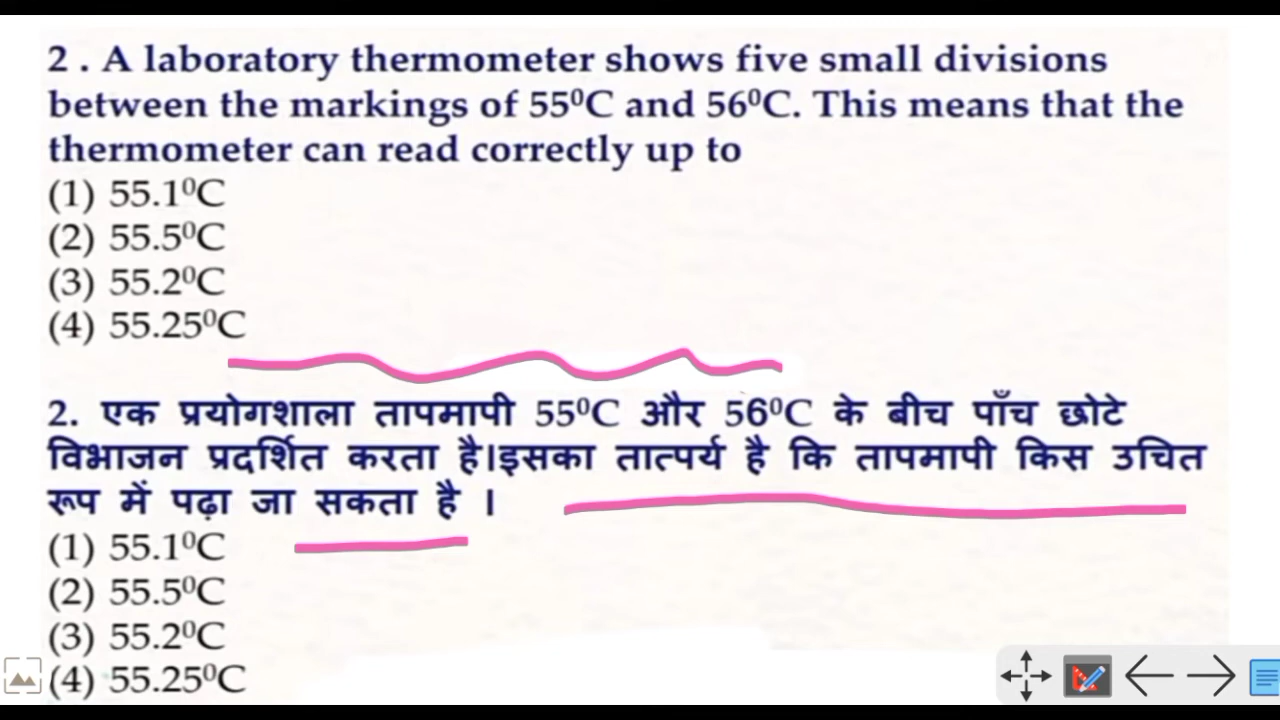 2 . A laboratory thermometer shows five small divisions
between the markings of 55⁰C and 56⁰C. This means that the
thermometer can read correctly up to
(1) 55.1⁰C
(2) 55.5⁰C
(3) 55.2⁰C
(4) 55.25⁰C
2. एक प्रयोगशाला तापमापी 55⁰C और 56⁰C के बीच पाँच छोटे
विभाजन प्रदर्शित करता है।इसका तात्पर्य है कि तापमापी किस उचित
रूप में पढ़ा जा सकता है ।
(1) 55.1⁰C
(2) 55.5⁰C
(3) 55.2⁰C
(4) 55.25⁰C